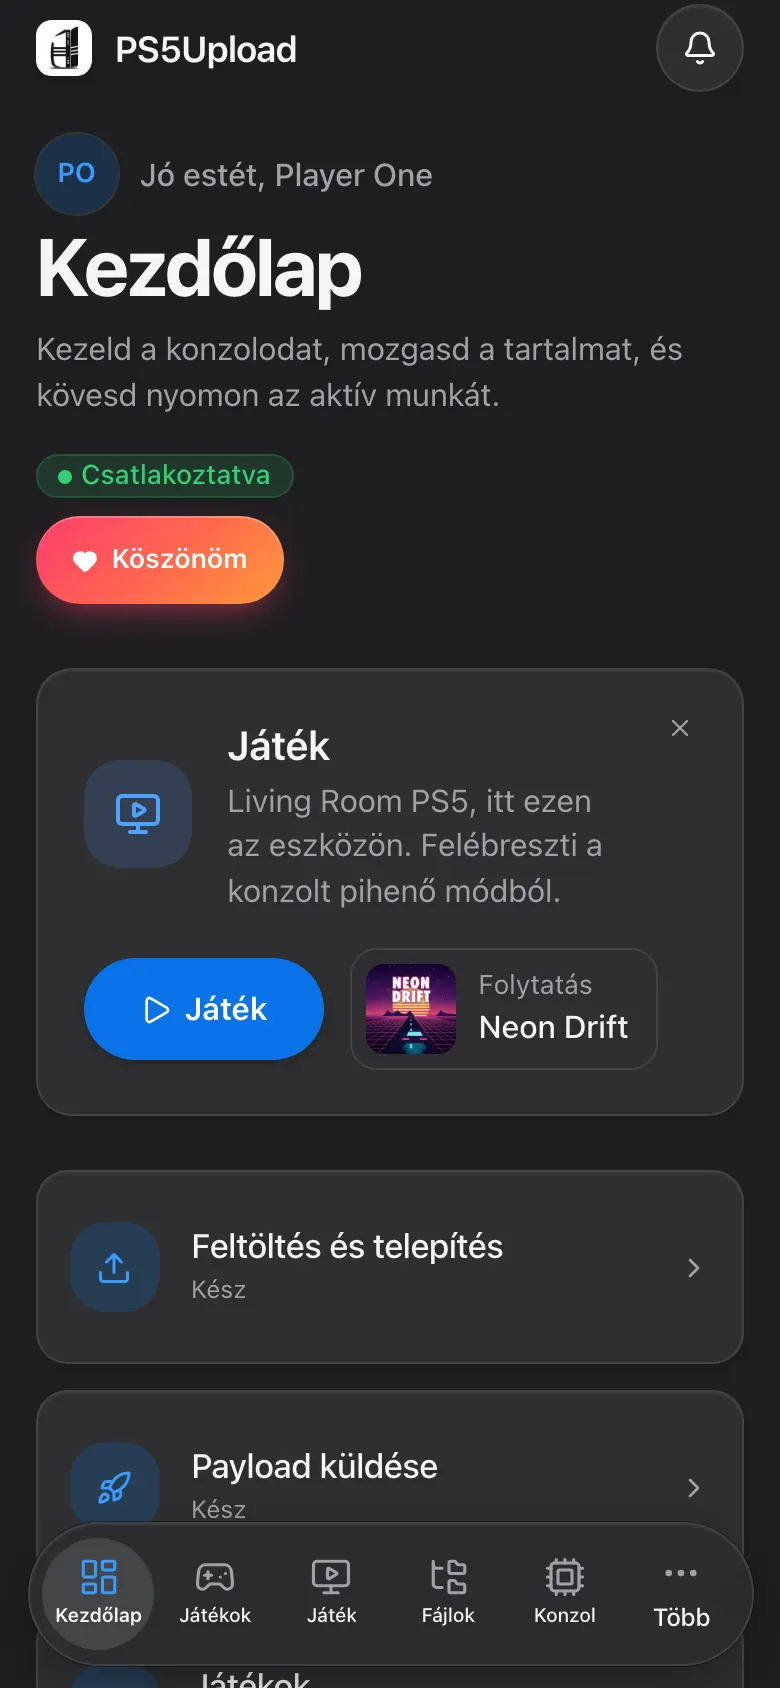 PS5Upload
PO
Jó estét, Player One
Kezdőlap
Kezeld a konzolodat, mozgasd a tartalmat, és
kövesd nyomon az aktív munkát.
Csatlakoztatva
Köszönöm
Játék
Living Room PS5, itt ezen
az eszközön. Felébreszti a
konzolt pihenő módból.
Játék
NEON
DRIFT
Folytatás
Neon Drift
Feltöltés és telepítés
Kész
Payload küldése
Kész
Kezdőlap
Játékok
Játék
Fájlok
Konzol
Több
Játékok